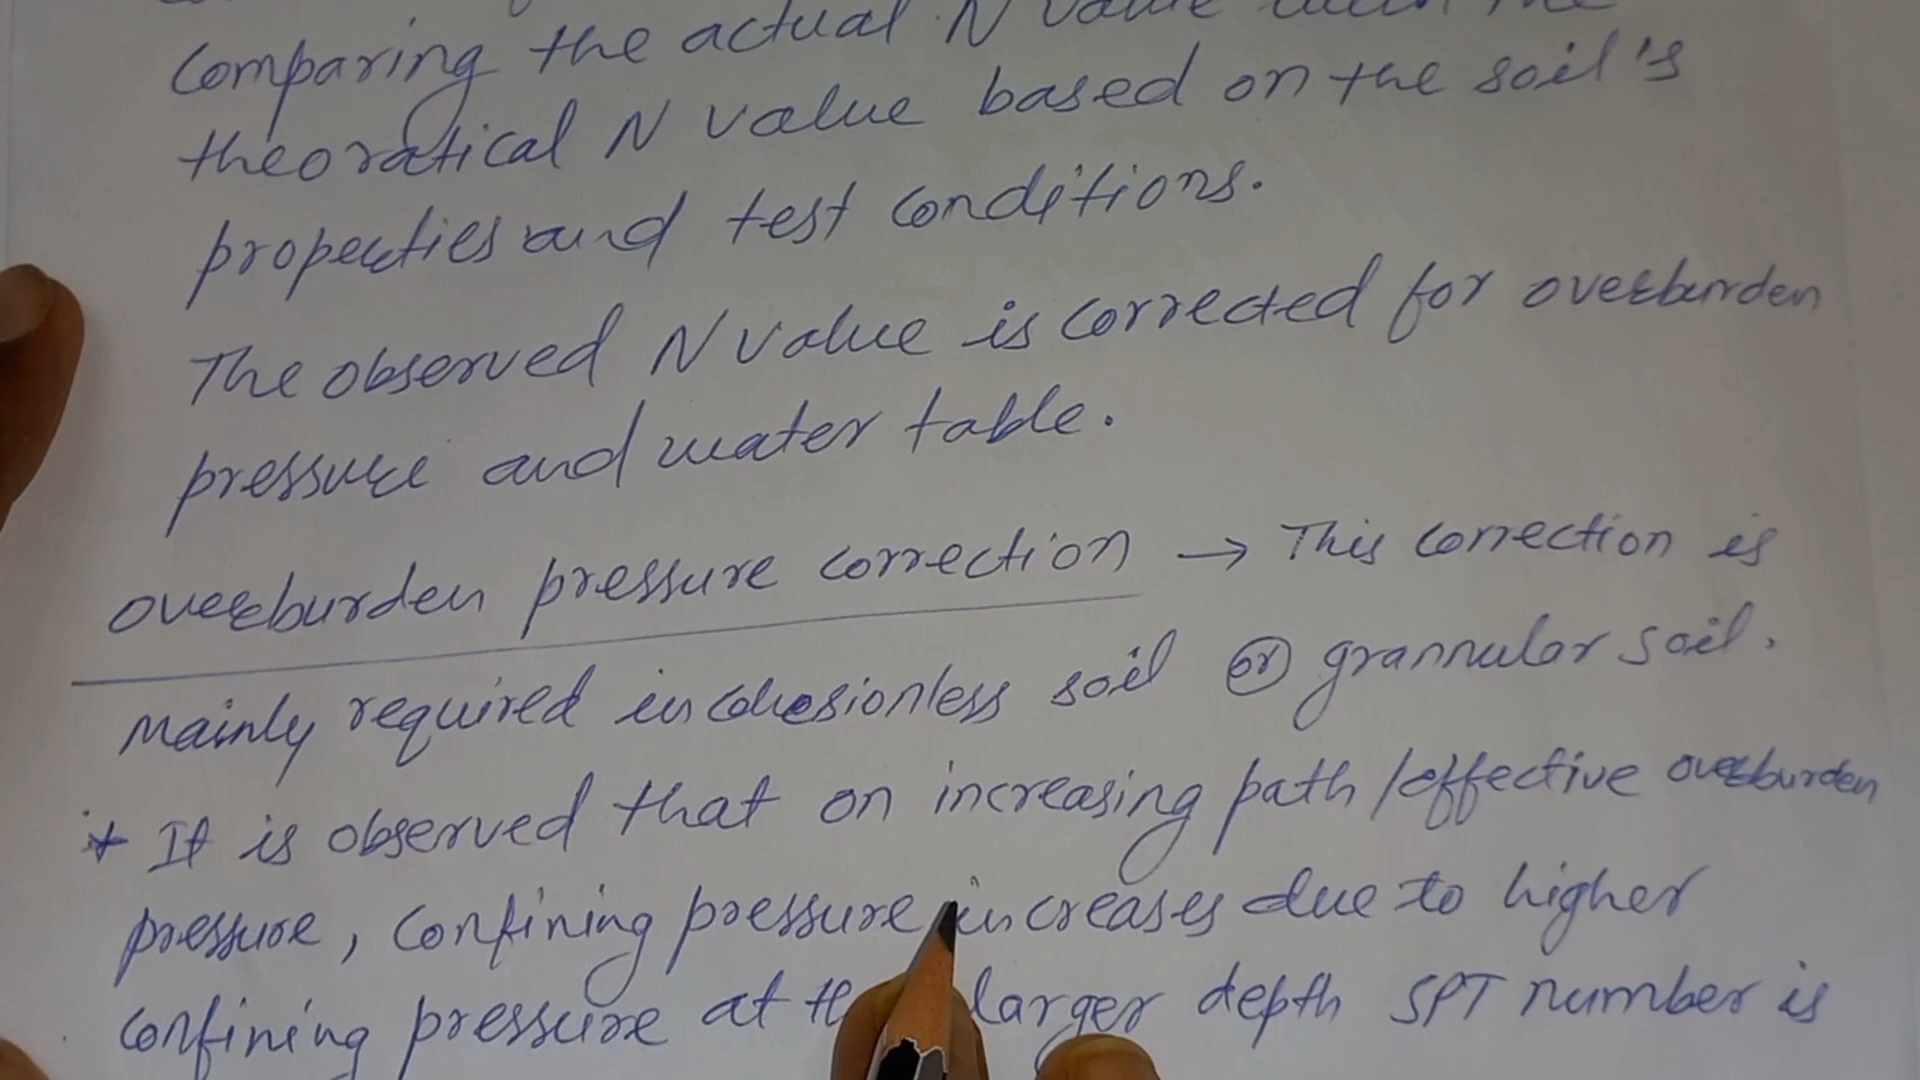 Comparing the actual N value with the
theoratical N value based on the soil's
properties and test conditions.
The observed N value is corrected for overburden
pressure and water table.
overburden pressure correction → This correction is
mainly required in cohesionless soil or grannular soil.
* It is observed that on increasing path/effective overburden
pressure, confining pressure increases due to higher
confining pressure at larger depth SPT number is